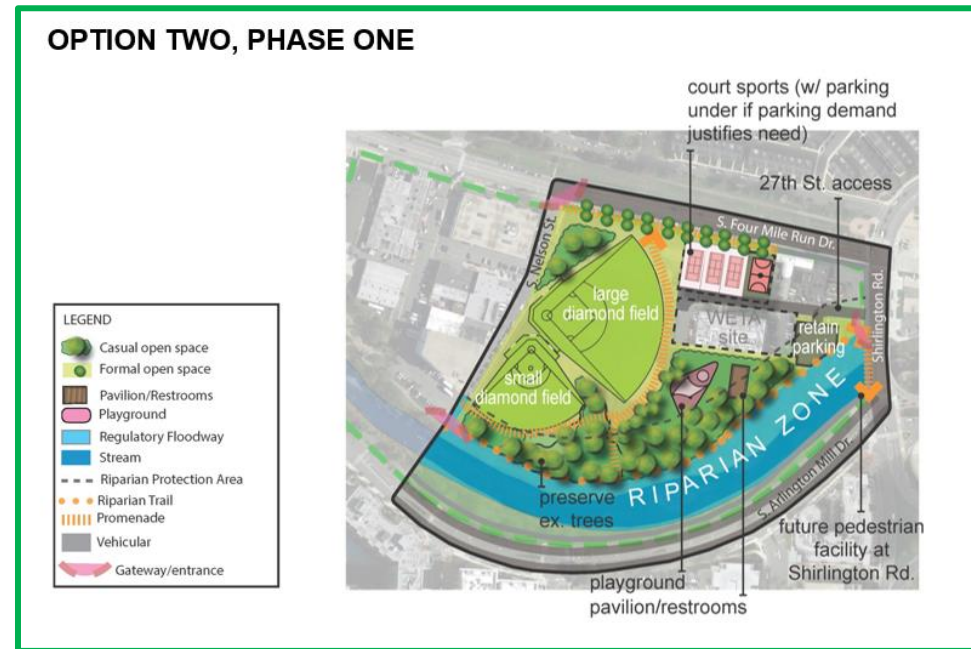 OPTION TWO, PHASE ONE
court sports (w/ parking
under if parking demand
justifies need)
27th St. access
S. Nelson St.
S. Four Mile Run Dr.
Shirlington Rd.
large
diamond field
WETA
site
retain
parking
small
diamond field
RIPARIAN ZONE
S. Arlington Mill Dr.
preserve
ex. trees
future pedestrian
facility at
Shirlington Rd.
playground
pavilion/restrooms
LEGEND
Casual open space
Formal open space
Pavilion/Restrooms
Playground
Regulatory Floodway
Stream
Riparian Protection Area
Riparian Trail
Promenade
Vehicular
Gateway/entrance